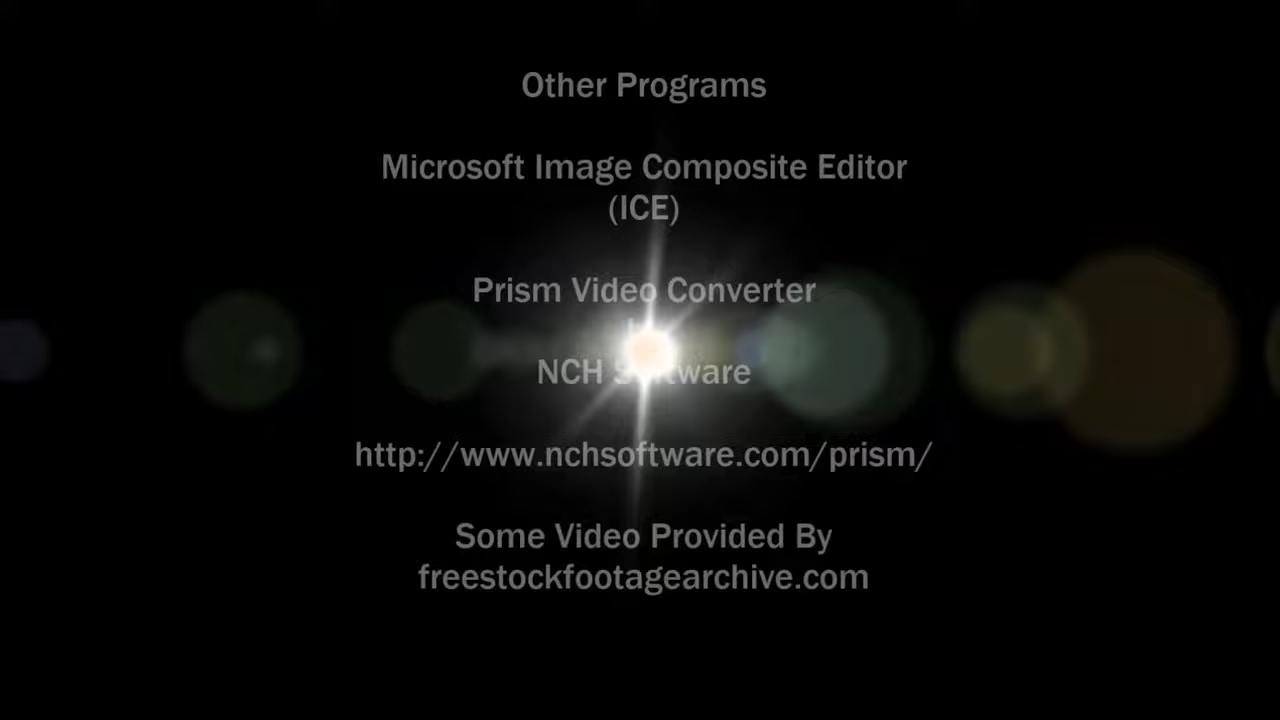 Other Programs
Microsoft Image Composite Editor
(ICE)
Prism Video Converter
NCH Software
http://www.nchsoftware.com/prism/
Some Video Provided By
freestockfootagearchive.com